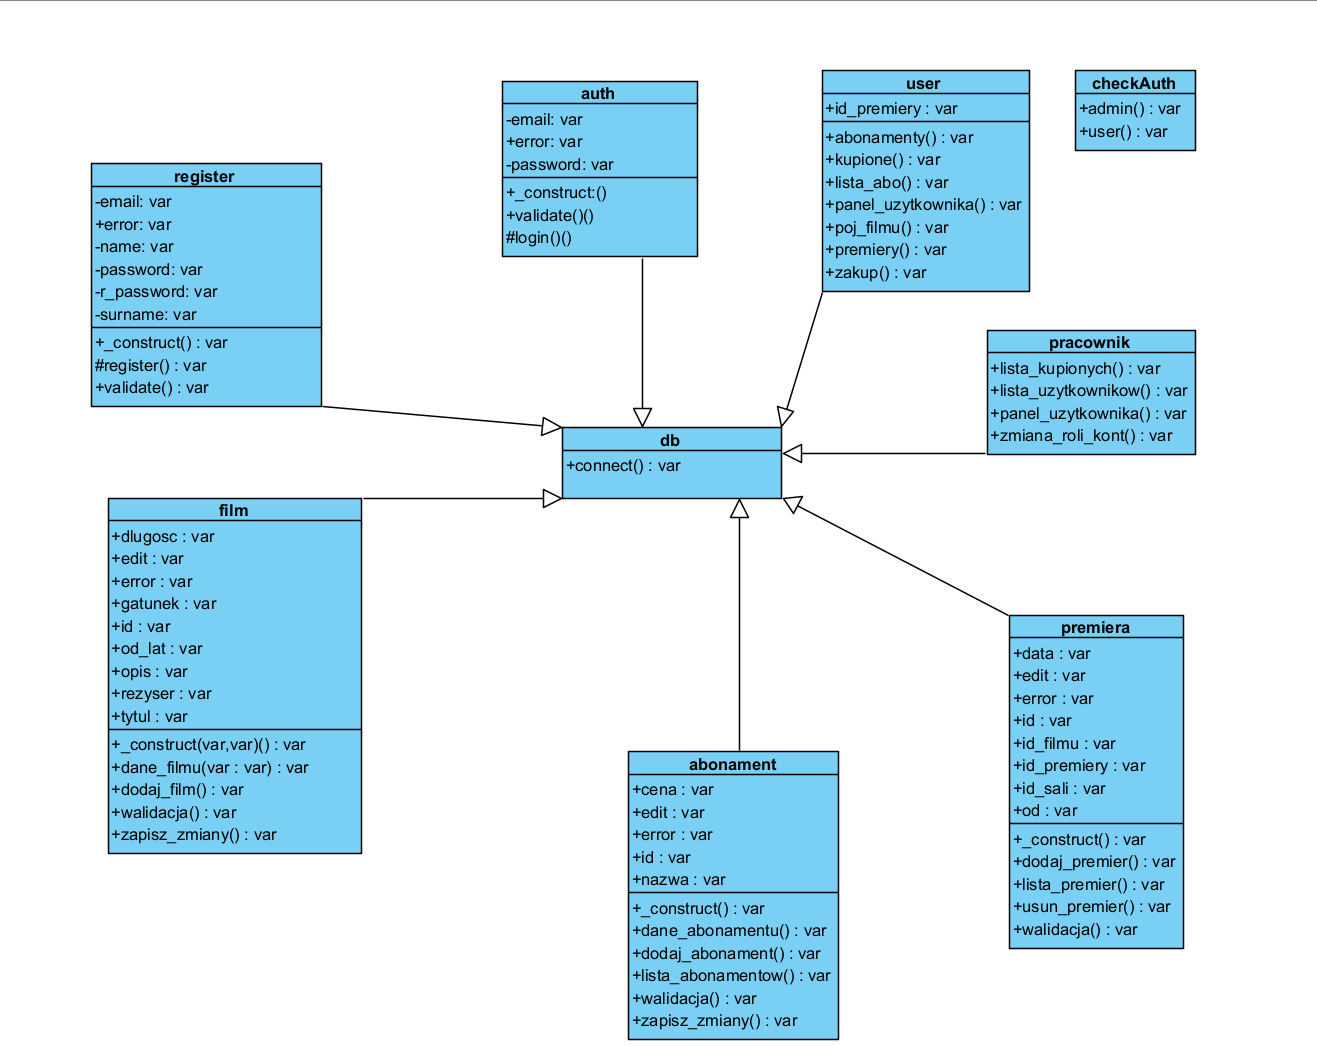 auth
-email: var
+error: var
-password: var
+_construct:()
+validate()()
#login()()
user
+id_premiery : var
+abonamenty() : var
+kupione() : var
+lista_abo() : var
+panel_uzytkownika() : var
+poj_filmu() : var
+premiery() : var
+zakup() : var
checkAuth
+admin() : var
+user() : var
register
-email: var
+error: var
-name: var
-password: var
-r_password: var
-surname: var
+_construct() : var
#register() : var
+validate() : var
pracownik
+lista_kupionych() : var
+lista_uzytkownikow() : var
+panel_uzytkownika() : var
+zmiana_roli_kont() : var
db
+connect() : var
film
+dlugosc : var
+edit : var
+error : var
+gatunek : var
+id : var
+od_lat : var
+opis : var
+rezyser : var
+tytul : var
+_construct(var,var)() : var
+dane_filmu(var : var) : var
+dodaj_film() : var
+walidacja() : var
+zapisz_zmiany() : var
abonament
+cena : var
+edit : var
+error : var
+id : var
+nazwa : var
+_construct() : var
+dane_abonamentu() : var
+dodaj_abonament() : var
+lista_abonamentow() : var
+walidacja() : var
+zapisz_zmiany() : var
premiera
+data : var
+edit : var
+error : var
+id : var
+id_filmu : var
+id_premiery : var
+id_sali : var
+od : var
+_construct() : var
+dodaj_premier() : var
+lista_premier() : var
+usun_premier() : var
+walidacja() : var